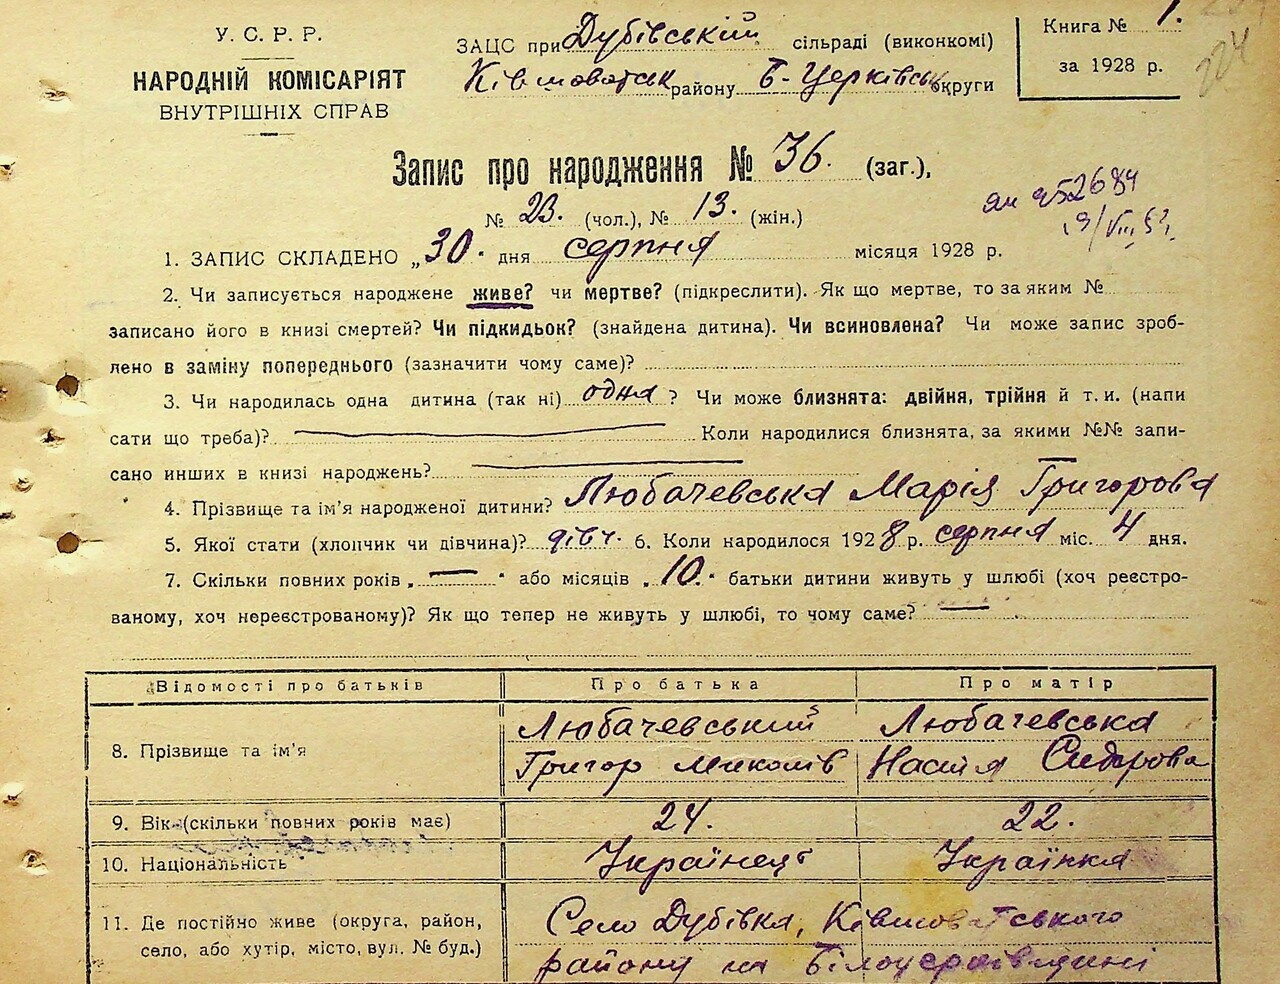 У. С. Р. Р.
НАРОДНІЙ КОМІСАРІЯТ
ВНУТРІШНІХ СПРАВ
ЗАЦС при Дубівській сільраді (виконкомі)
Ківшоватськ району Б-Церківськ округи
Книга № 1.
за 1928 р.
Запис про народження № 36. (заг.),
№ 23. (чол.), № 13. (жін.)
19/VIII
1. ЗАПИС СКЛАДЕНО „30. дня серпня місяця 1928 р.
2. Чи записується народжене живе? чи мертве? (підкреслити). Як що мертве, то за яким №
записано його в книзі смертей? Чи підкидьок? (знайдена дитина). Чи всиновлена? Чи може запис зроб-
лено в заміну попереднього (зазначити чому саме)?
3. Чи народилась одна дитина (так ні) одна ? Чи може близнята: двійня, трійня й т. и. (напи
сати що треба)? Коли народилися близнята, за якими №№ запи-
сано инших в книзі народжень?
4. Прізвище та ім'я народженої дитини? Любачевська Марія Григорова
5. Якої стати (хлопчик чи дівчина)? дівч. 6. Коли народилося 1928 р. серпня міс. 4 дня.
7. Скільки повних років „ — " або місяців „10." батьки дитини живуть у шлюбі (хоч реєстро-
ваному, хоч нереєстрованому)? Як що тепер не живуть у шлюбі, то чому саме? —
Відомості про батьків Про батька Про матір
8. Прізвище та ім'я Любачевський Григор Миколів Любачевська Настя Сидорова
9. Вік (скільки повних років має) 24. 22.
10. Національність Українець Українка
11. Де постійно живе (округа, район, Село Дубівка, Ківшоватського
село, або хутір, місто, вул. № буд.) району на Білоцерківщині